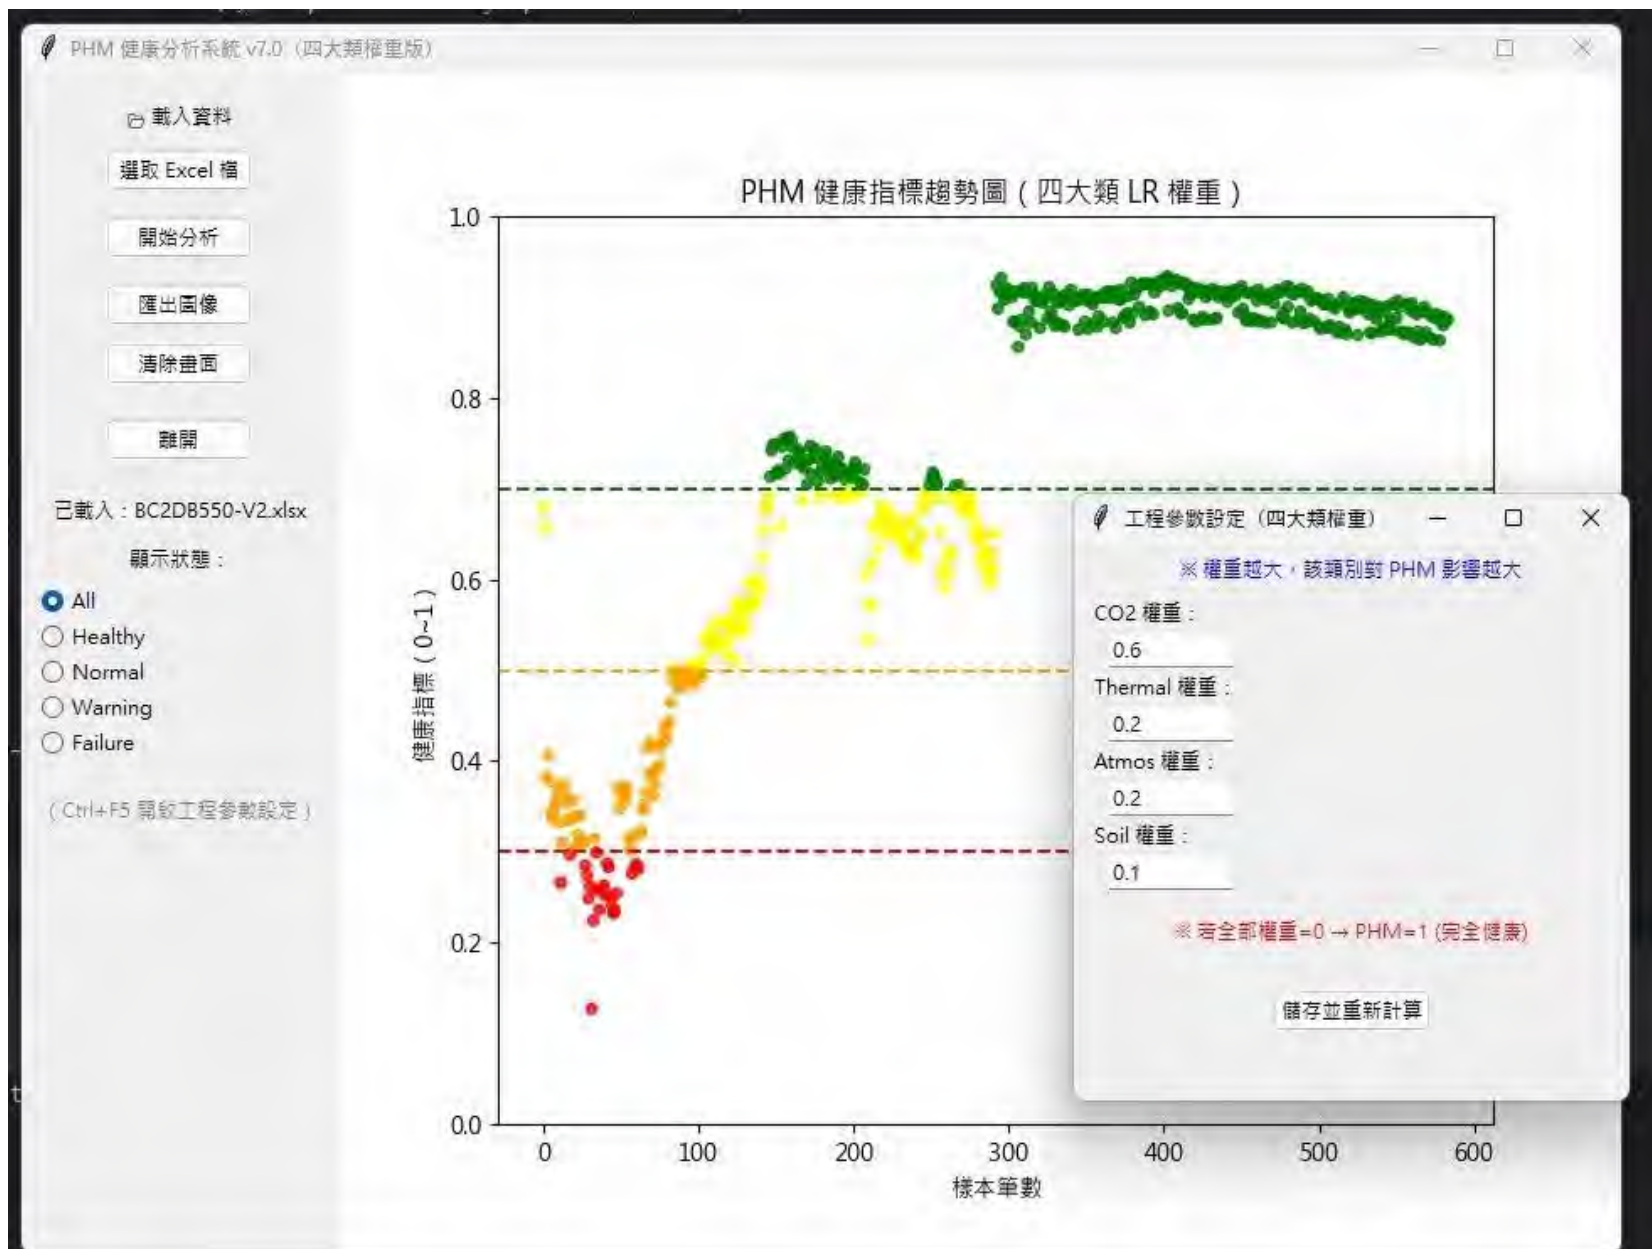 PHM 健康分析系統 v7.0（四大類權重版）
載入資料
選取 Excel 檔
開始分析
匯出圖像
清除畫面
離開
已載入：BC2DB550-V2.xlsx
顯示狀態：
All
Healthy
Normal
Warning
Failure
（Ctrl+F5 開啟工程參數設定）
PHM 健康指標趨勢圖（四大類 LR 權重）
1.0
0.8
0.6
0.4
0.2
0.0
健康指標（0~1）
0 100 200 300 400 500 600
樣本筆數
工程參數設定（四大類權重）
※ 權重越大，該類別對 PHM 影響越大
CO2 權重：
0.6
Thermal 權重：
0.2
Atmos 權重：
0.2
Soil 權重：
0.1
※ 若全部權重=0 → PHM=1 (完全健康)
儲存並重新計算